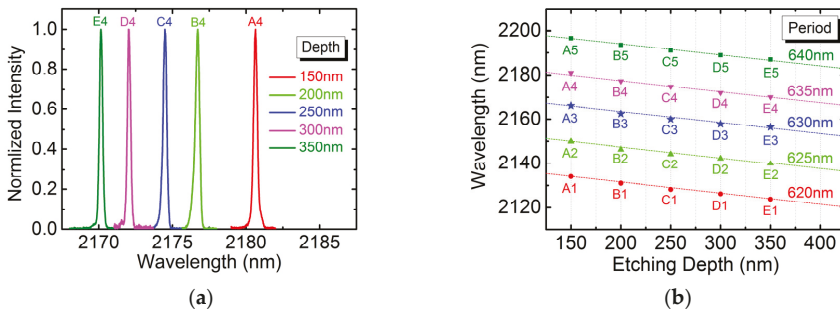 E4 D4 C4 B4 A4
Depth
150nm
200nm
250nm
300nm
350nm
Normlized Intensity
1.0
0.8
0.6
0.4
0.2
0.0
2170 2175 2180 2185
Wavelength (nm)
(a)
Period
Wavelength (nm)
2200
2180
2160
2140
2120
A5 B5 C5 D5 E5 640nm
A4 B4 C4 D4 E4 635nm
A3 B3 C3 D3 E3 630nm
A2 B2 C2 D2 E2 625nm
A1 B1 C1 D1 E1 620nm
150 200 250 300 350 400
Etching Depth (nm)
(b)